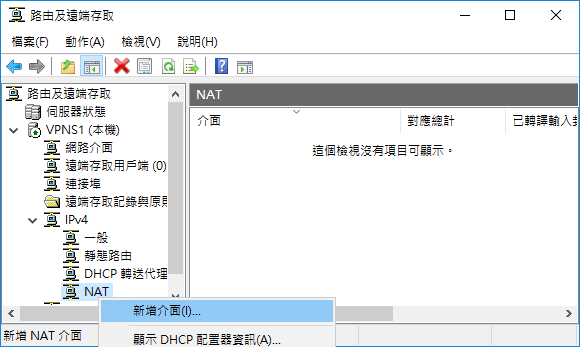 路由及遠端存取
檔案(F) 動作(A) 檢視(V) 說明(H)
路由及遠端存取
伺服器狀態
VPNS1 (本機)
網路介面
遠端存取用戶端 (0)
連接埠
遠端存取記錄與原則
IPv4
一般
靜態路由
DHCP 轉送代理
NAT
NAT
介面 對應總計 已轉譯輸入封
這個檢視沒有項目可顯示。
新增介面(I)...
顯示 DHCP 配置器資訊(A)...
新增 NAT 介面